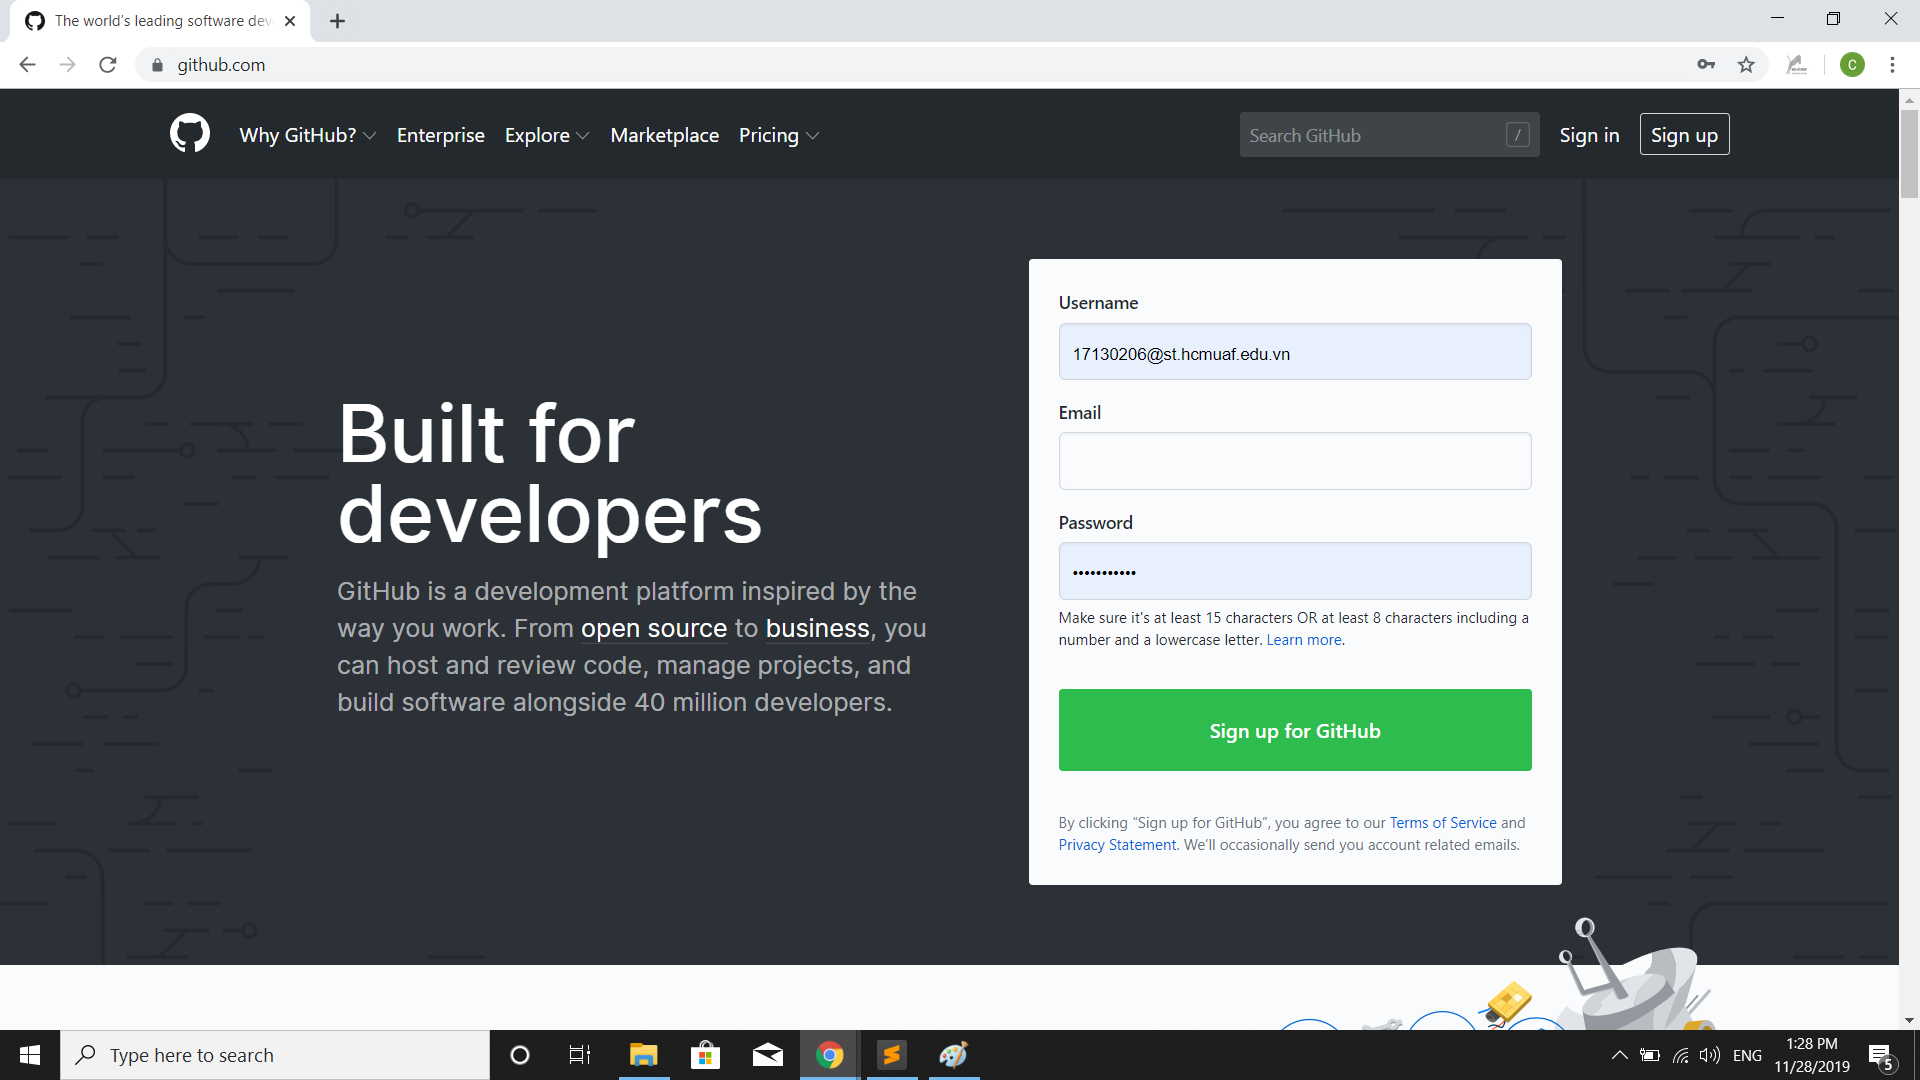 The world's leading software dev
github.com
C
Why GitHub?
Enterprise
Explore
Marketplace
Pricing
Search GitHub
/
Sign in
Sign up
Built for
developers
GitHub is a development platform inspired by the
way you work. From open source to business, you
can host and review code, manage projects, and
build software alongside 40 million developers.
Username
17130206@st.hcmuaf.edu.vn
Email
Password
•••••••••••
Make sure it's at least 15 characters OR at least 8 characters including a
number and a lowercase letter. Learn more.
Sign up for GitHub
By clicking “Sign up for GitHub”, you agree to our Terms of Service and
Privacy Statement. We’ll occasionally send you account related emails.
Type here to search
ENG
1:28 PM
11/28/2019
5